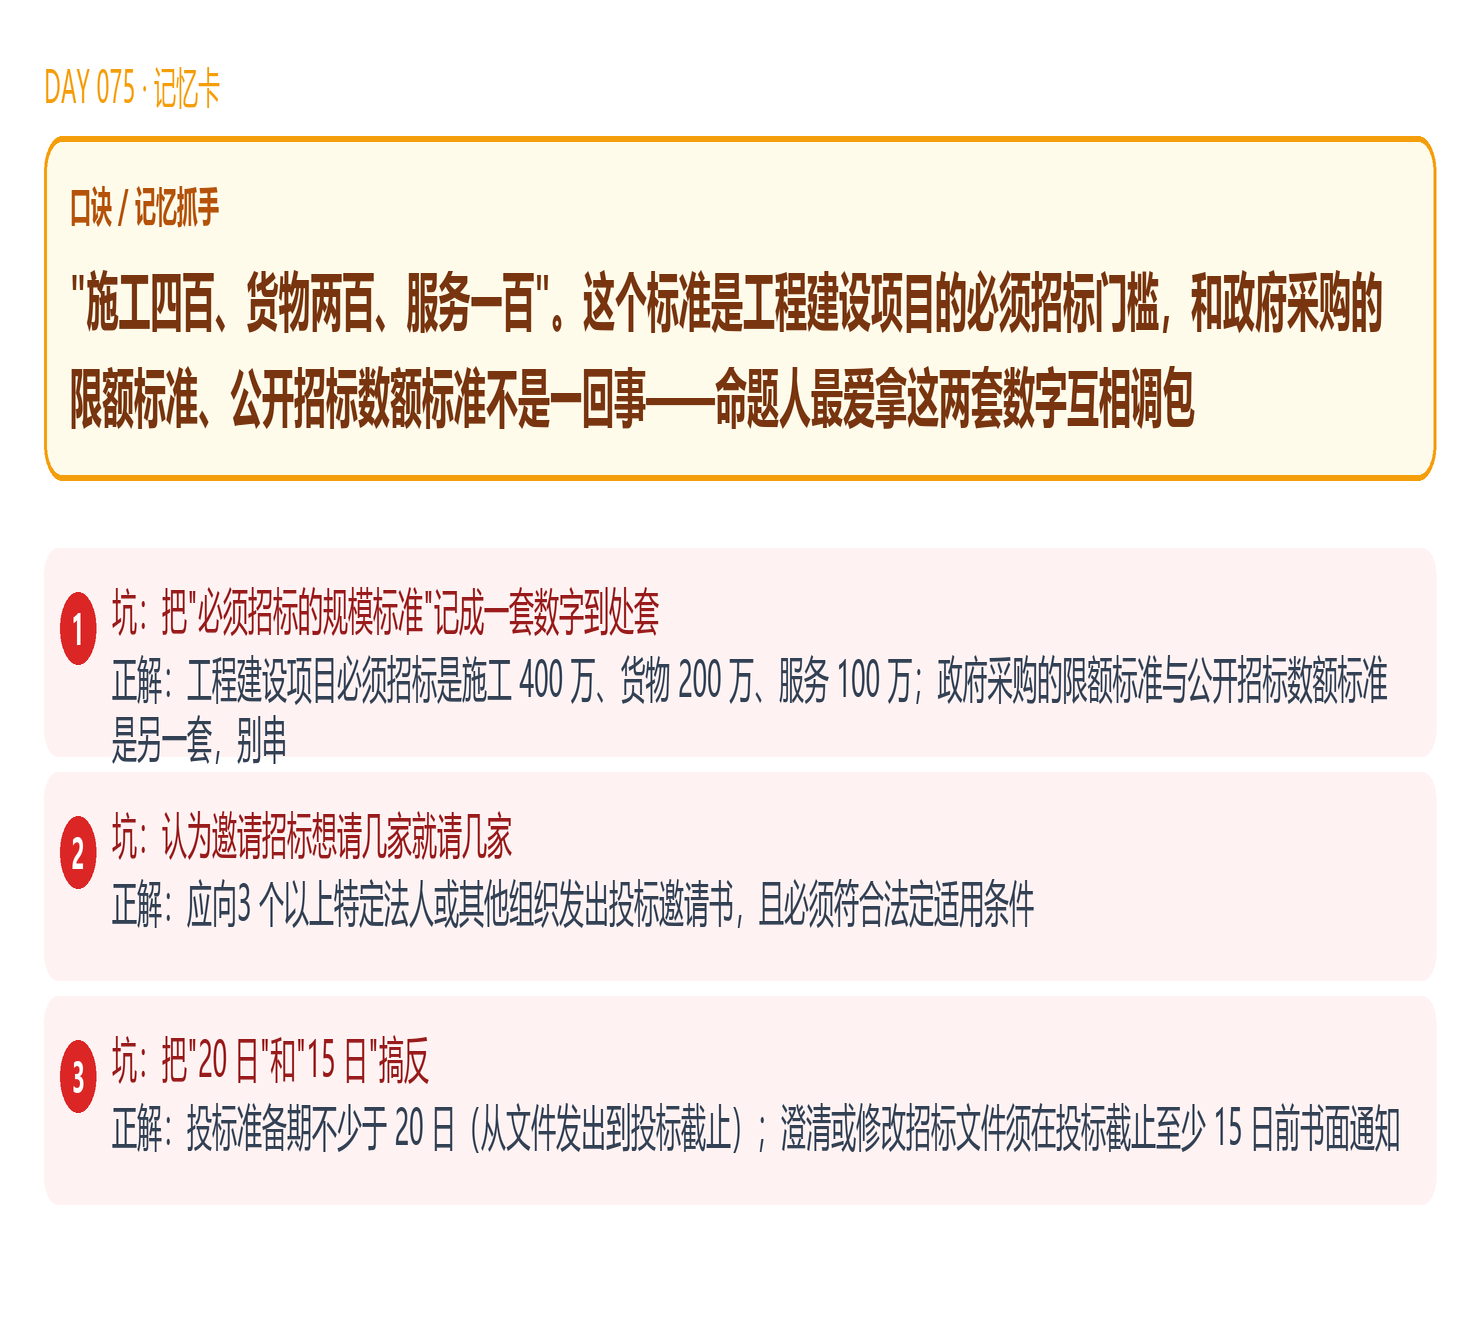 DAY 075 · 记忆卡
口诀 / 记忆抓手
"施工四百、货物两百、服务一百"。这个标准是工程建设项目的必须招标门槛，和政府采购的
限额标准、公开招标数额标准不是一回事——命题人最爱拿这两套数字互相调包
1
坑：把"必须招标的规模标准"记成一套数字到处套
正解：工程建设项目必须招标是施工 400 万、货物 200 万、服务 100 万；政府采购的限额标准与公开招标数额标准
是另一套，别串
2
坑：认为邀请招标想请几家就请几家
正解：应向3 个以上特定法人或其他组织发出投标邀请书，且必须符合法定适用条件
3
坑：把"20 日"和"15 日"搞反
正解：投标准备期不少于 20 日（从文件发出到投标截止）；澄清或修改招标文件须在投标截止至少 15 日前书面通知